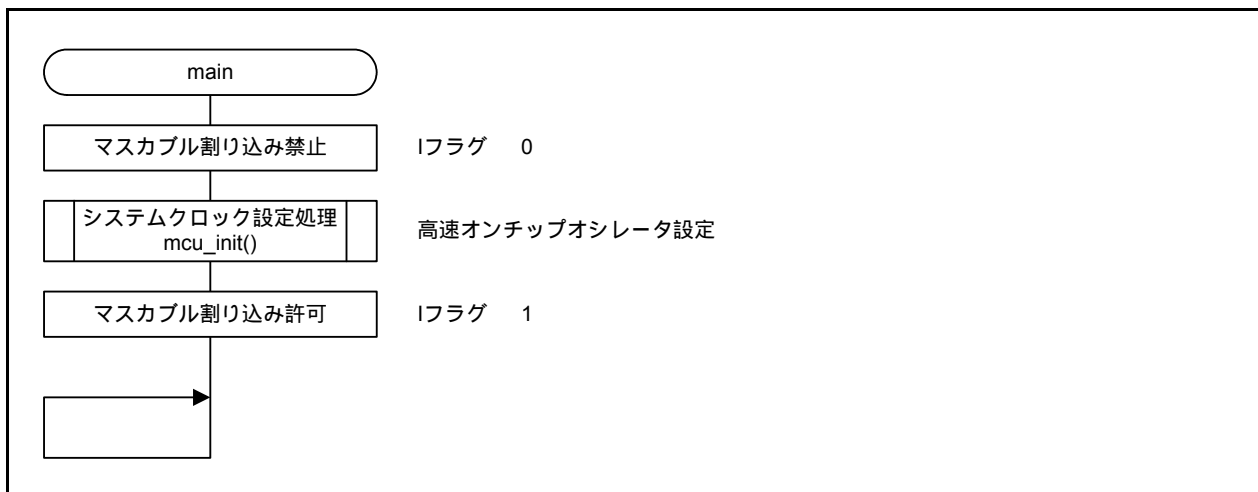 main
マスカブル割り込み禁止 Iフラグ 0
システムクロック設定処理
mcu_init() 高速オンチップオシレータ設定
マスカブル割り込み許可 Iフラグ 1